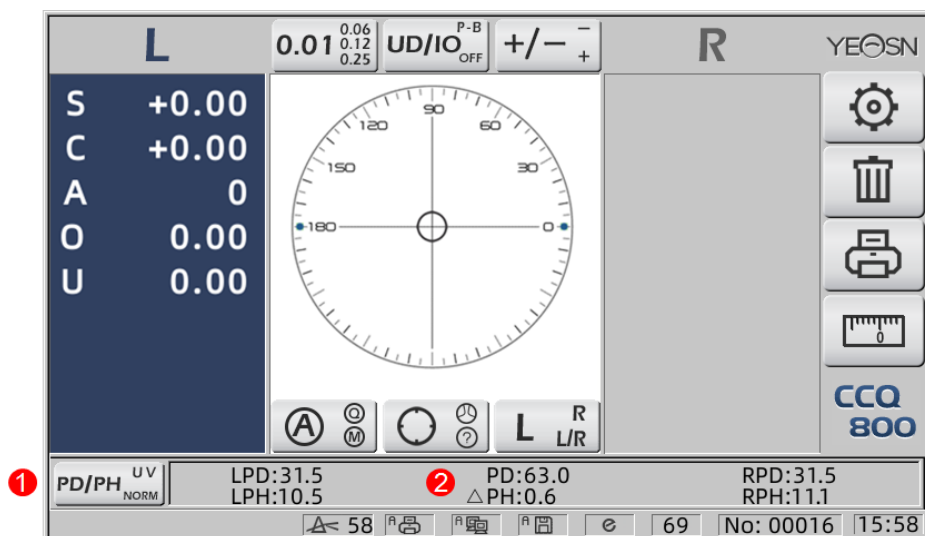 L
0.01 0.06
0.12
0.25
UD/IO P-B
OFF
+/− −
+
R
YEOSN
S +0.00
C +0.00
A 0
O 0.00
U 0.00
90
120 60
150 30
180 0
0
A Q
M
?
L R
L/R
CCQ
800
1
PD/PH UV
NORM
LPD:31.5
LPH:10.5
2
PD:63.0
△PH:0.6
RPD:31.5
RPH:11.1
58 A A A e 69 No: 00016 15:58